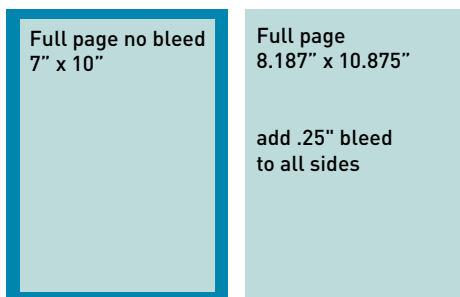 Full page no bleed
7” x 10”
Full page
8.187” x 10.875”
add .25" bleed
to all sides